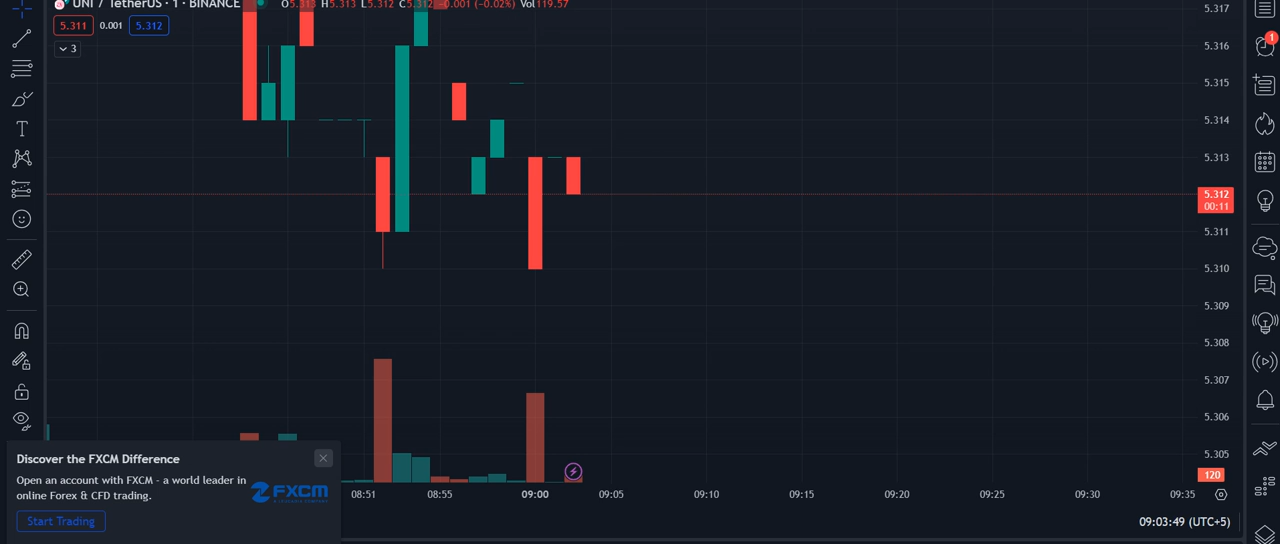 UNI / TetherUS · 1 · BINANCE O5.313 H5.313 L5.312 C5.312 −0.001 (−0.02%) Vol119.57
5.311 0.001 5.312
3
5.317
5.316
5.315
5.314
5.313
5.312
00:11
5.311
5.310
5.309
5.308
5.307
5.306
5.305
120
1
Discover the FXCM Difference
Open an account with FXCM - a world leader in
online Forex & CFD trading.
FXCM
Start Trading
08:51 08:55 09:00 09:05 09:10 09:15 09:20 09:25 09:30 09:35
09:03:49 (UTC+5)